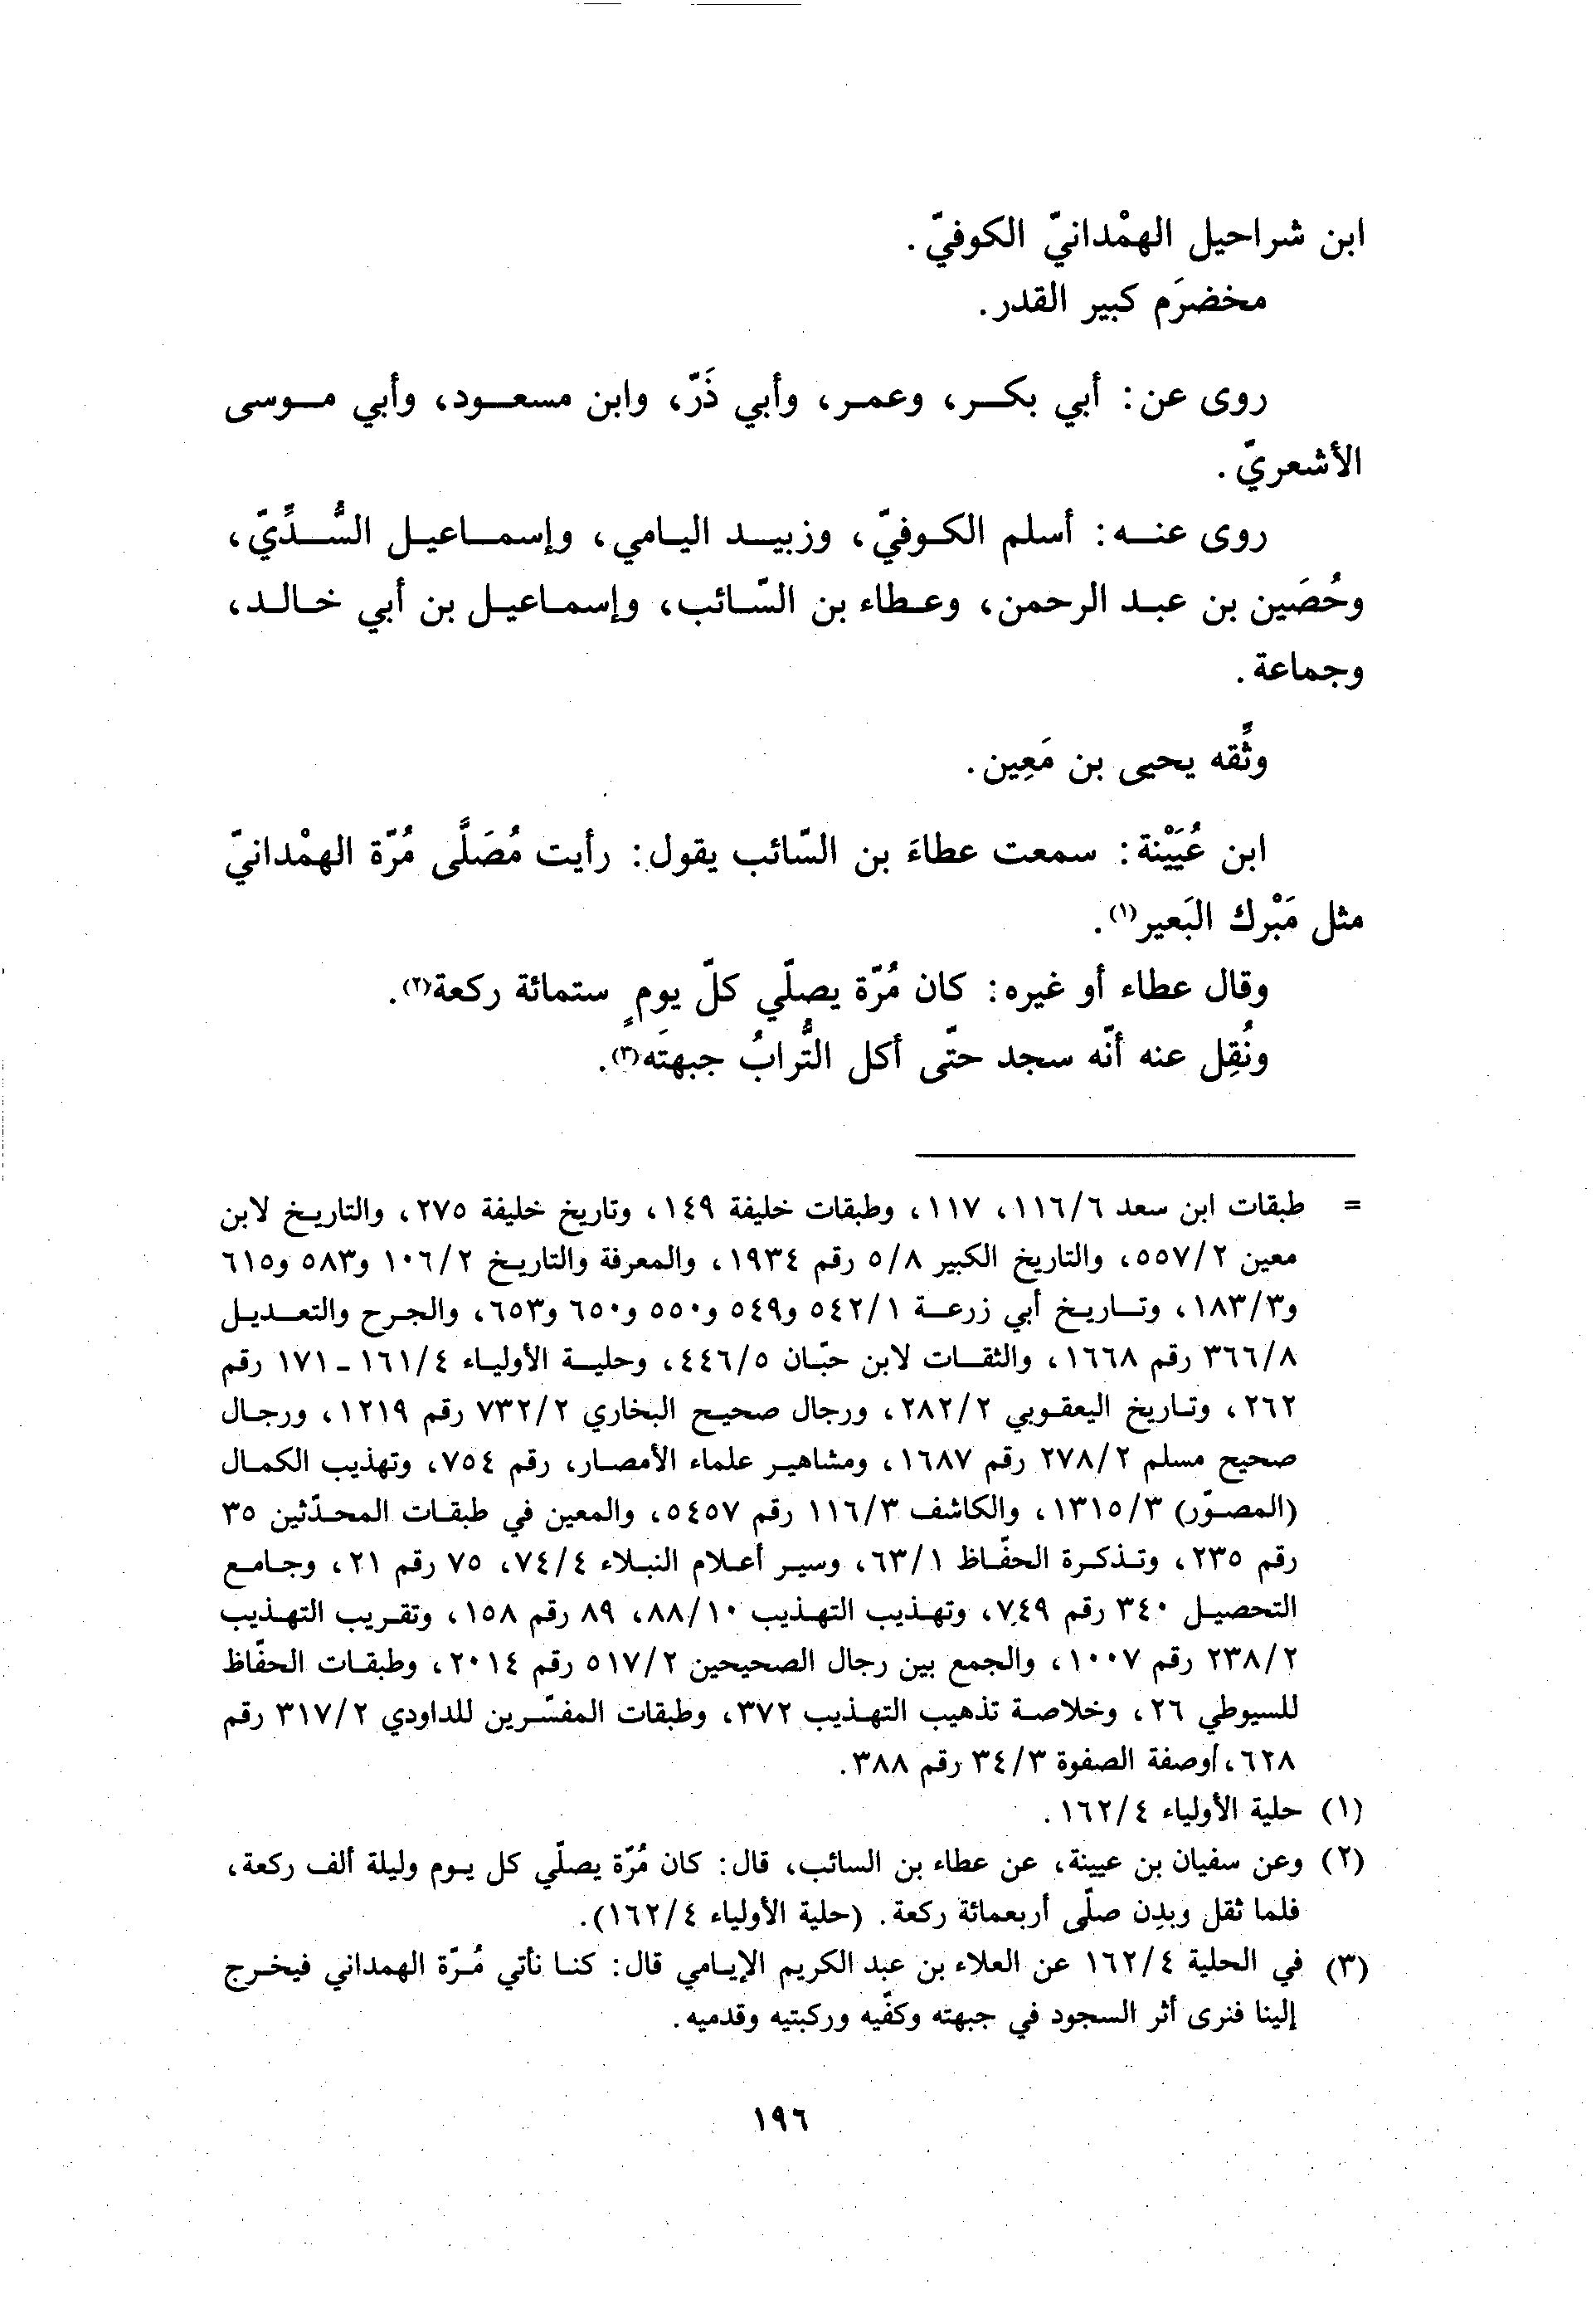 ابن شراحيل الهمْدانيّ الكوفيّ.
مخضرَم كبير القدر.
روى عن: أبي بكر، وعمر، وأبي ذَرّ، وابن مسعود، وأبي موسى
الأشعريّ.
روى عنه: أسلم الكوفيّ، وزبيد اليامي، وإسماعيل السُّدِّيّ،
وحُصَين بن عبد الرحمن، وعطاء بن السّائب، وإسماعيل بن أبي خالد،
وجماعة.
وثَّقه يحيى بن مَعِين.
ابن عُيَيْنة: سمعت عطاءَ بن السّائب يقول: رأيت مُصَلَّى مُرّة الهمْدانيّ
مثل مَبْرك البَعير(١).
وقال عطاء أو غيره: كان مُرّة يصلّي كلّ يومٍ ستمائة ركعة(٢).
ونُقِل عنه أنّه سجد حتّى أكل التُّرابُ جبهتَه(٣).
= طبقات ابن سعد ١١٦/٦، ١١٧، وطبقات خليفة ١٤٩، وتاريخ خليفة ٢٧٥، والتاريخ لابن
معين ٥٥٧/٢، والتاريخ الكبير ٥/٨ رقم ١٩٣٤، والمعرفة والتاريخ ١٠٦/٢ و٥٨٣ و٦١٥
و١٨٣/٣، وتاريخ أبي زرعة ٥٤٢/١ و٥٤٩ و٥٥٠ و٦٥٠ و٦٥٣، والجرح والتعديل
٣٦٦/٨ رقم ١٦٦٨، والثقات لابن حبّان ٤٤٦/٥، وحلية الأولياء ١٦١/٤ - ١٧١ رقم
٢٦٢، وتاريخ اليعقوبي ٢٨٢/٢، ورجال صحيح البخاري ٧٣٢/٢ رقم ١٢١٩، ورجال
صحيح مسلم ٢٧٨/٢ رقم ١٦٨٧، ومشاهير علماء الأمصار، رقم ٧٥٤، وتهذيب الكمال
(المصوّر) ١٣١٥/٣، والكاشف ١١٦/٣ رقم ٥٤٥٧، والمعين في طبقات المحدّثين ٣٥
رقم ٢٣٥، وتذكرة الحفّاظ ٦٣/١، وسير أعلام النبلاء ٧٤/٤، ٧٥ رقم ٢١، وجامع
التحصيل ٣٤٠ رقم ٧٤٩، وتهذيب التهذيب ٨٨/١٠، ٨٩ رقم ١٥٨، وتقريب التهذيب
٢٣٨/٢ رقم ١٠٠٧، والجمع بين رجال الصحيحين ٥١٧/٢ رقم ٢٠١٤، وطبقات الحفّاظ
للسيوطي ٢٦، وخلاصة تذهيب التهذيب ٣٧٢، وطبقات المفسّرين للداودي ٣١٧/٢ رقم
٦٢٨، وصفة الصفوة ٣٤/٣ رقم ٣٨٨.
(١) حلية الأولياء ١٦٢/٤.
(٢) وعن سفيان بن عيينة، عن عطاء بن السائب، قال: كان مُرّة يصلّي كل يوم وليلة ألف ركعة،
فلما ثقل وبدِن صلّى أربعمائة ركعة. (حلية الأولياء ١٦٢/٤).
(٣) في الحلية ١٦٢/٤ عن العلاء بن عبد الكريم الإيامي قال: كنا نأتي مُرّة الهمداني فيخرج
إلينا فنرى أثر السجود في جبهته وكفّيه وركبتيه وقدميه.
١٩٦